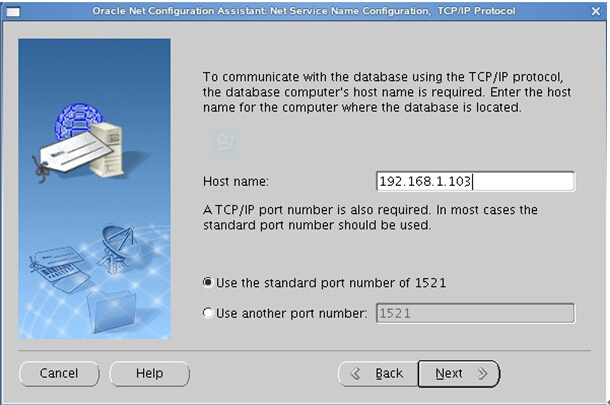 Oracle Net Configuration Assistant: Net Service Name Configuration, TCP/IP Protocol
To communicate with the database using the TCP/IP protocol,
the database computer's host name is required. Enter the host
name for the computer where the database is located.
Host name: 192.168.1.103
A TCP/IP port number is also required. In most cases the
standard port number should be used.
Use the standard port number of 1521
Use another port number: 1521
Cancel Help Back Next